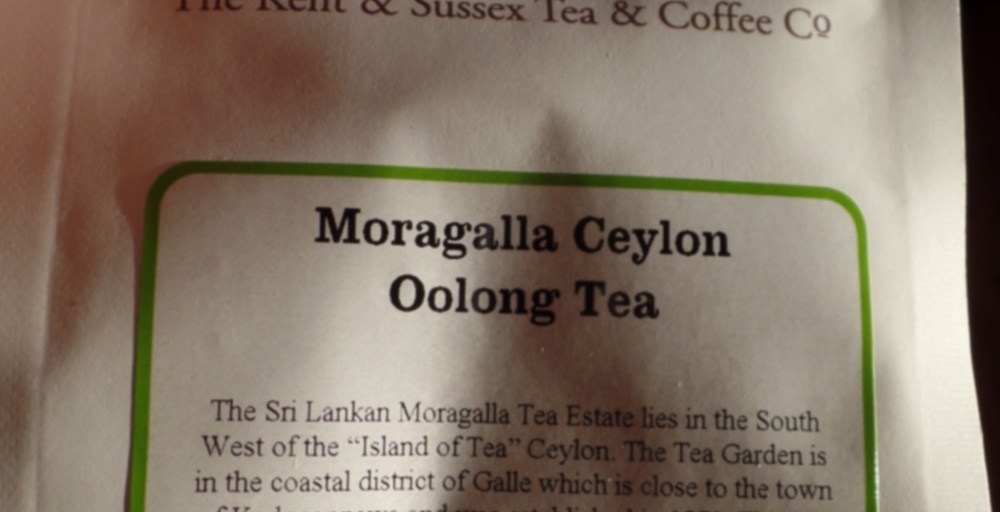 The Kent & Sussex Tea & Coffee Cº
Moragalla Ceylon
Oolong Tea
The Sri Lankan Moragalla Tea Estate lies in the South
West of the “Island of Tea” Ceylon. The Tea Garden is
in the coastal district of Galle which is close to the town